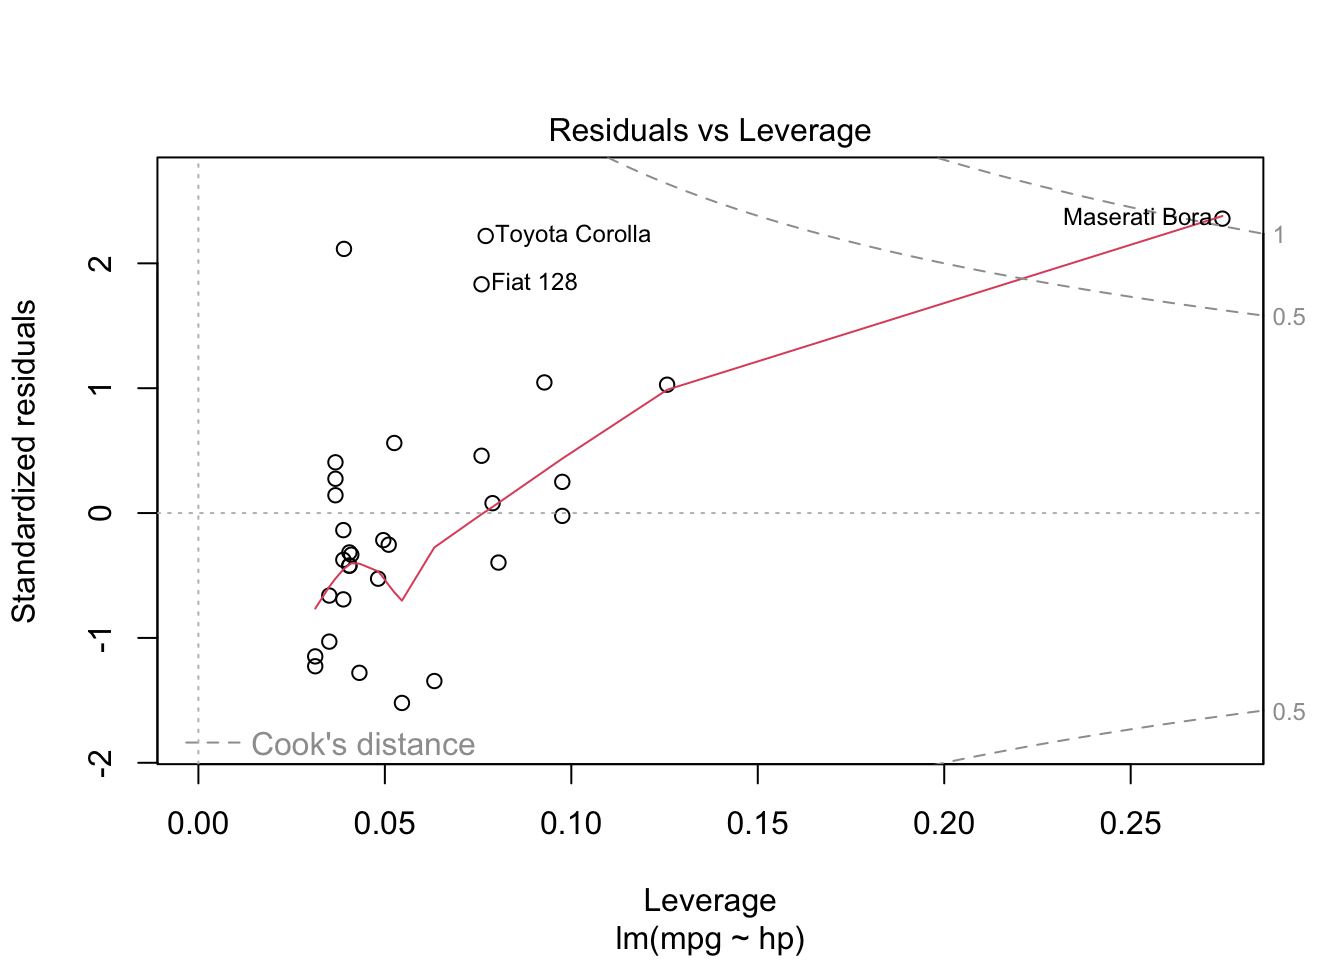 Residuals vs Leverage
Standardized residuals
2
1
0
-1
-2
Toyota Corolla
Fiat 128
Maserati Bora
1
0.5
0.5
Cook's distance
0.00 0.05 0.10 0.15 0.20 0.25
Leverage
lm(mpg ~ hp)